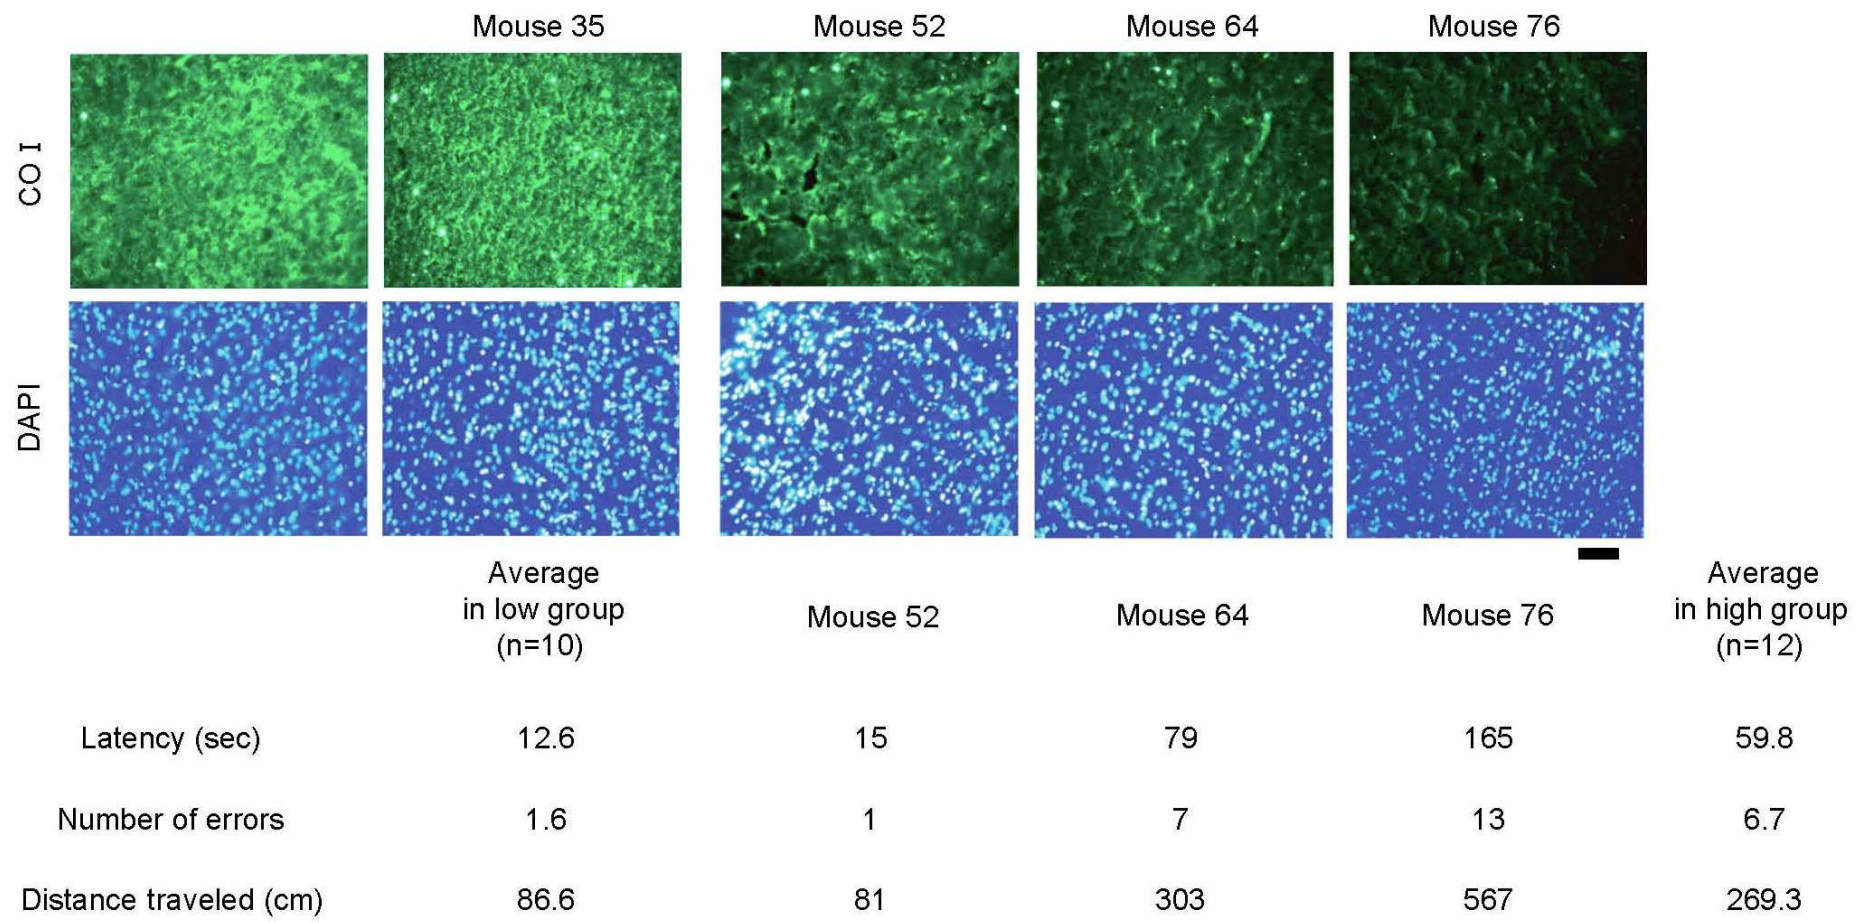 Mouse 35 Mouse 52 Mouse 64 Mouse 76
CO I
DAPI
Average in low group (n=10) Mouse 52 Mouse 64 Mouse 76 Average in high group (n=12)
Latency (sec) 12.6 15 79 165 59.8
Number of errors 1.6 1 7 13 6.7
Distance traveled (cm) 86.6 81 303 567 269.3